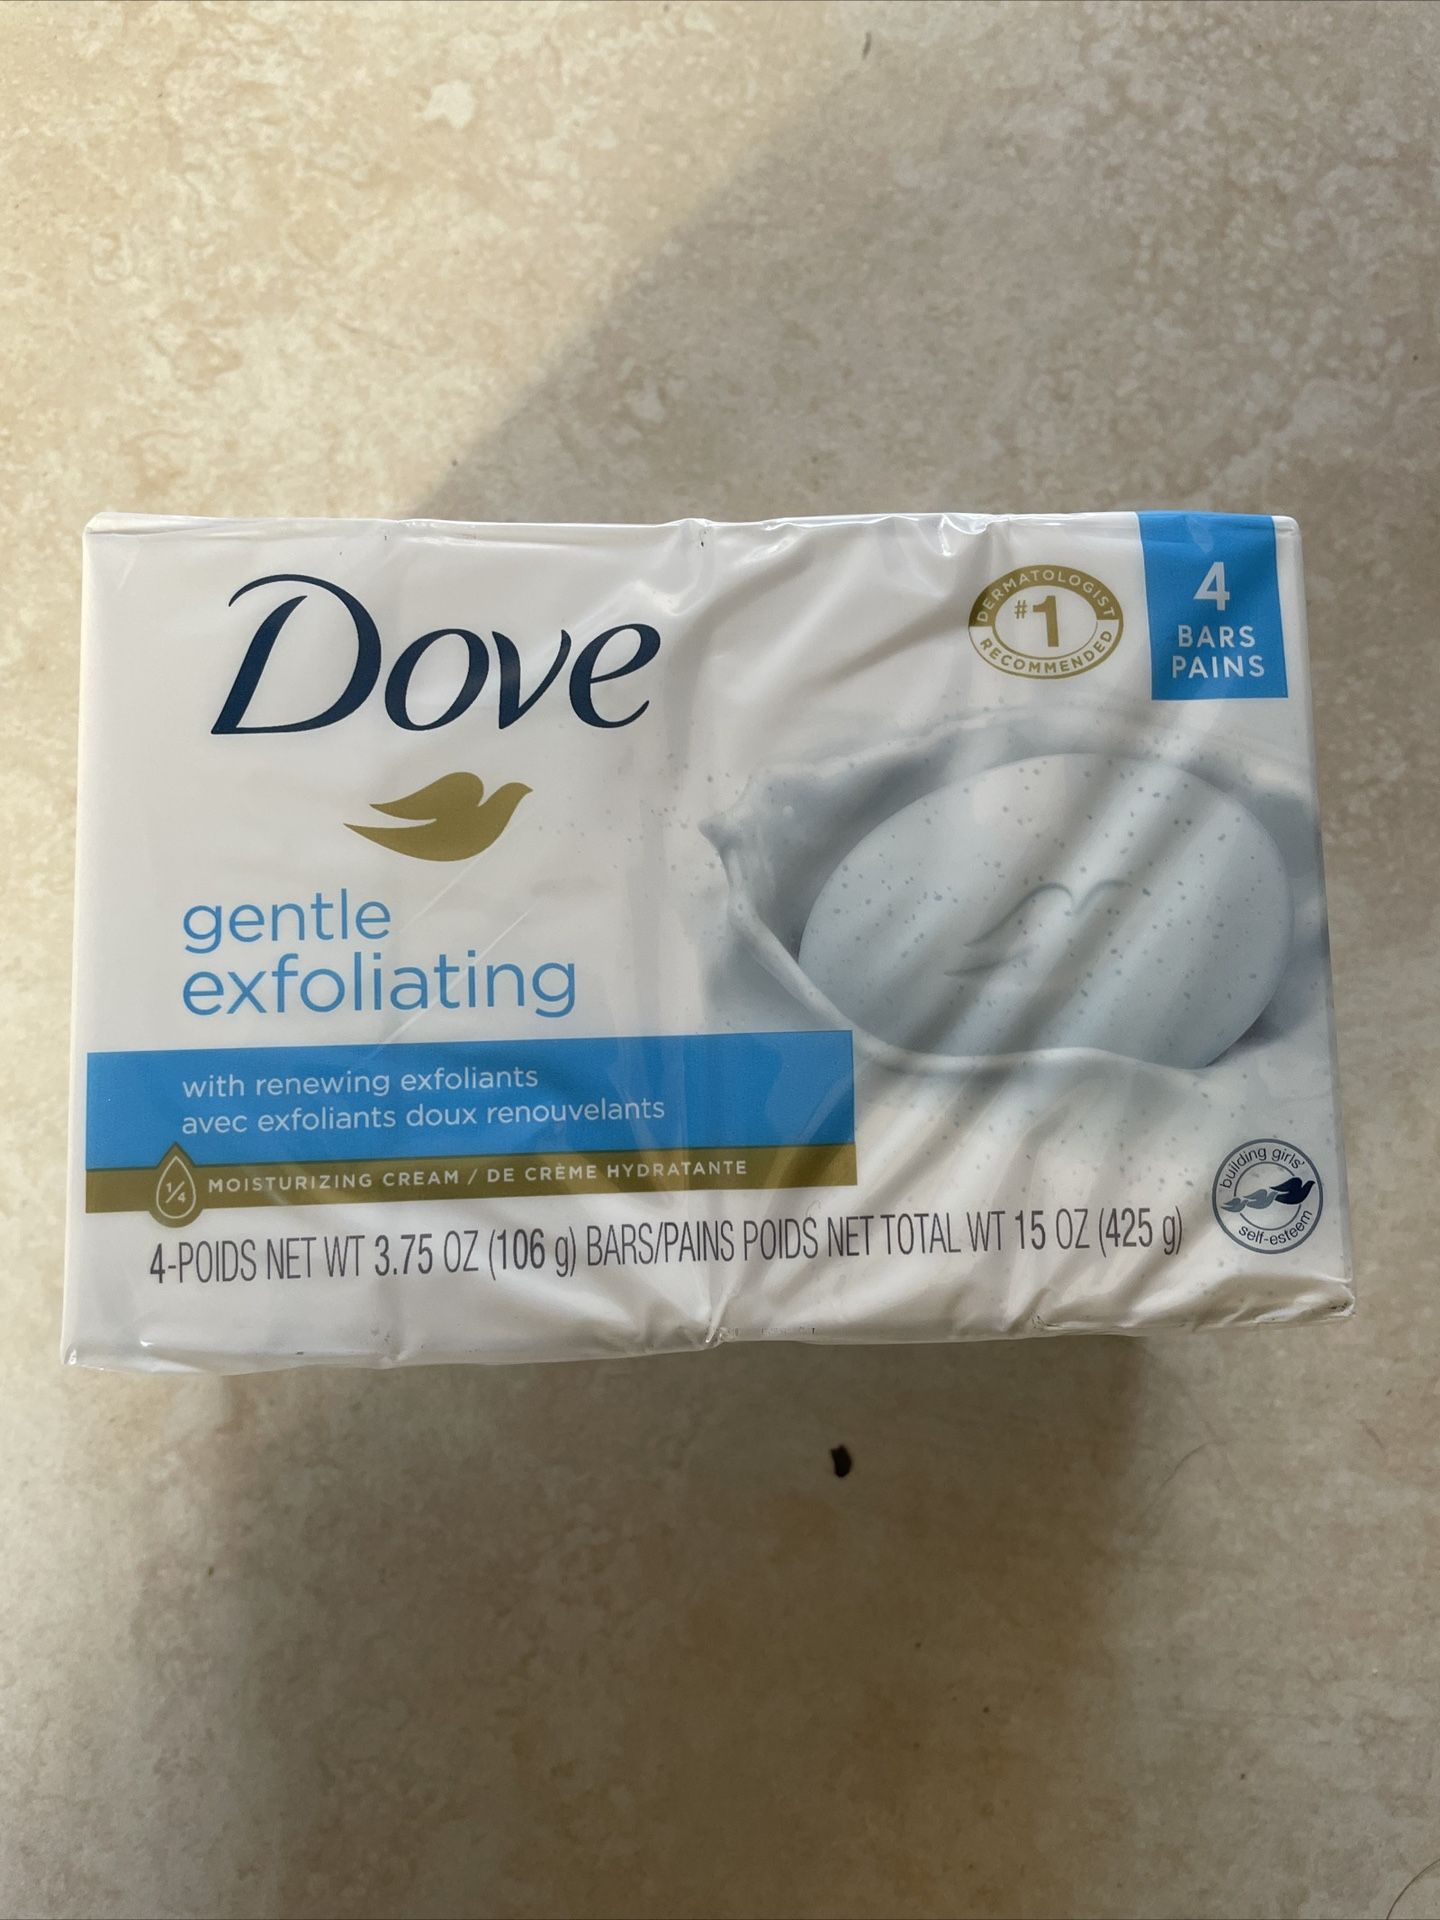 Dove
DERMATOLOGIST
#1
RECOMMENDED
4
BARS
PAINS
gentle
exfoliating
with renewing exfoliants
avec exfoliants doux renouvelants
1/4 MOISTURIZING CREAM / DE CRÈME HYDRATANTE
4-POIDS NET WT 3.75 OZ (106 g) BARS/PAINS POIDS NET TOTAL WT 15 OZ (425 g)
building girls'
self-esteem